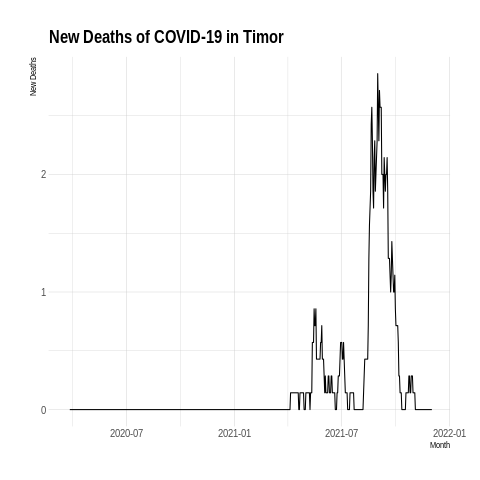 New Deaths of COVID-19 in Timor
New Deaths
2
1
0
2020-07 2021-01 2021-07 2022-01
Month